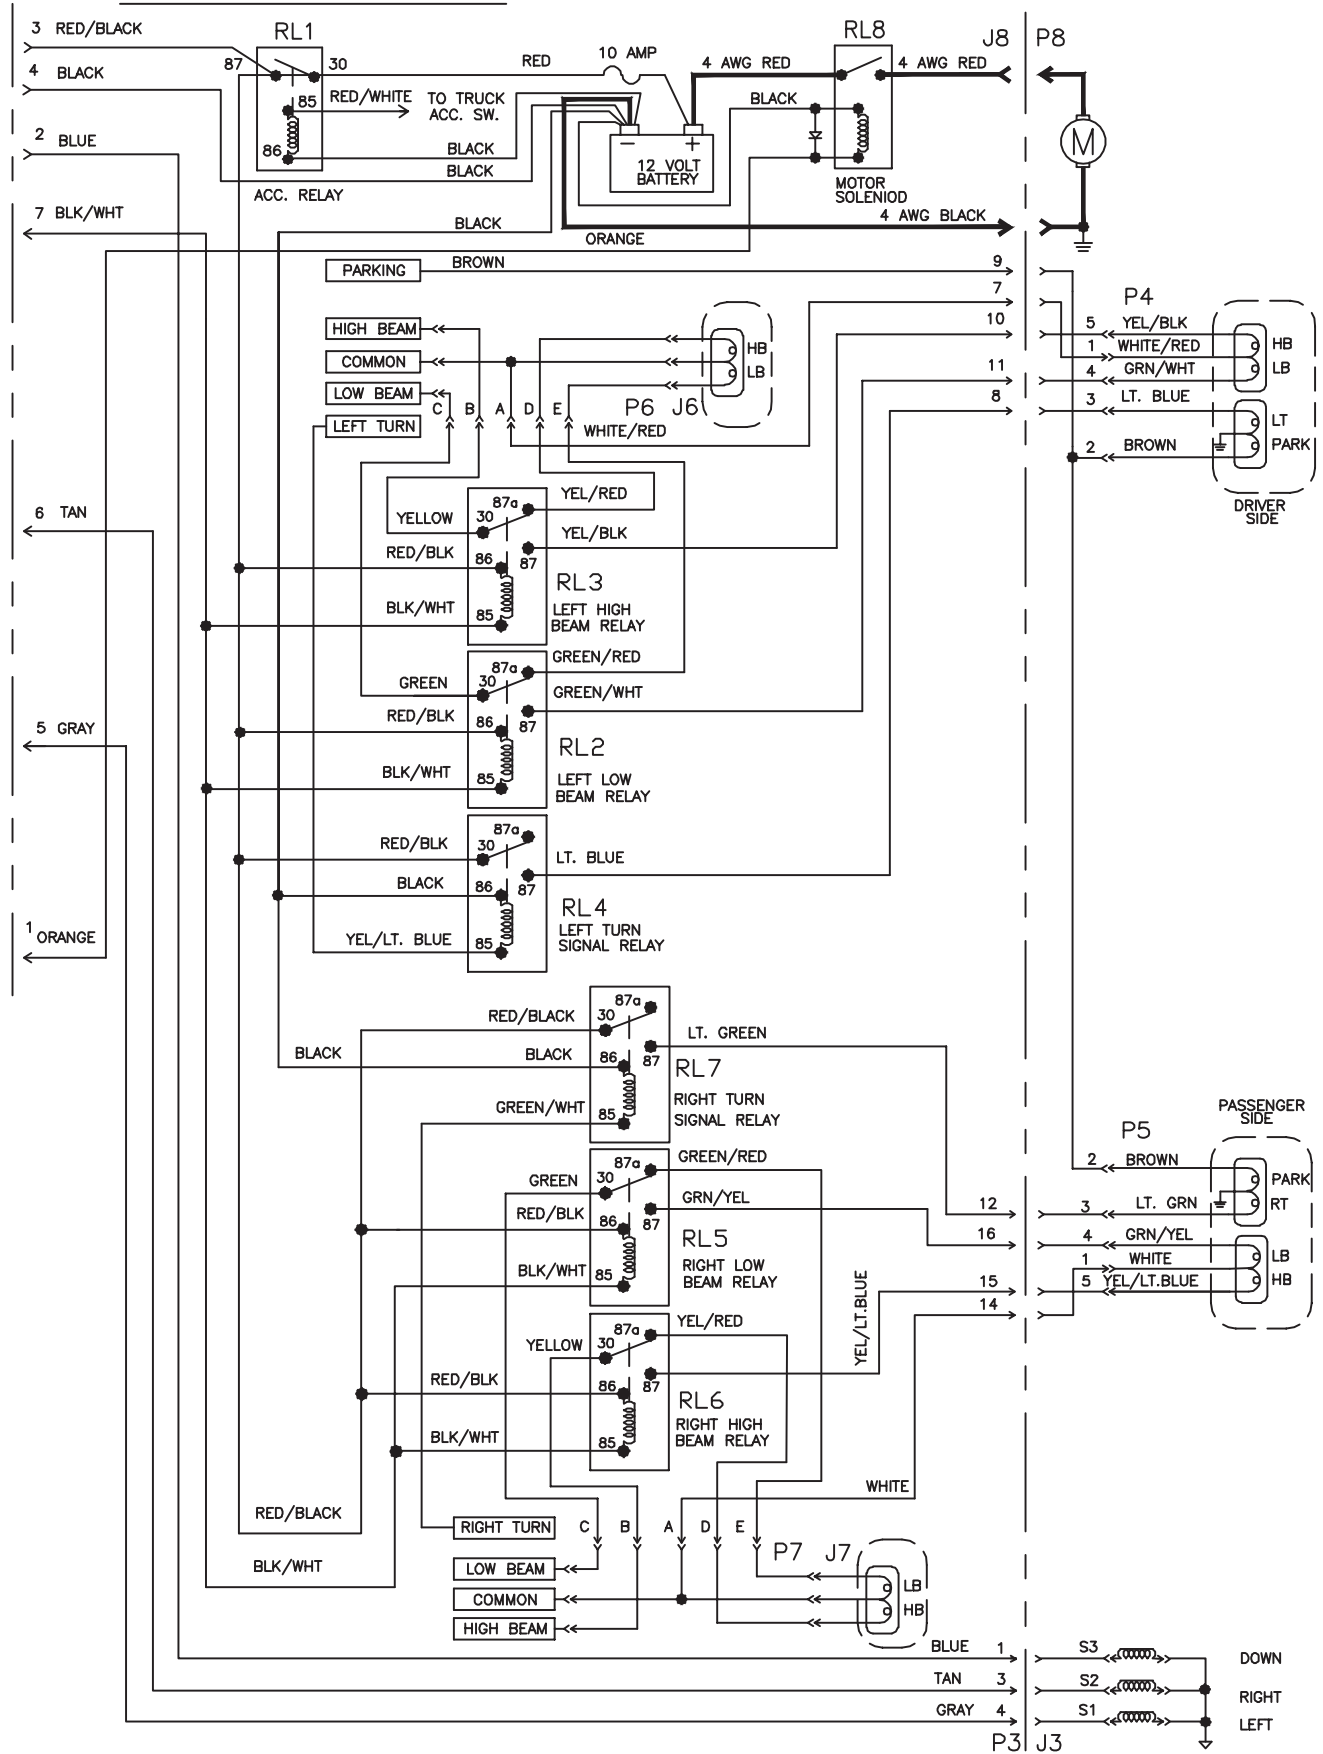 3 RED/BLACK
RL1
RL8
J8 P8
87
30
RED
10 AMP
4 AWG RED
4 AWG RED
4 BLACK
85
RED/WHITE
TO TRUCK
ACC. SW.
BLACK
M
2 BLUE
86
BLACK
BLACK
− +
12 VOLT
BATTERY
ACC. RELAY
MOTOR
SOLENIOD
7 BLK/WHT
BLACK
4 AWG BLACK
ORANGE
PARKING
BROWN
9
7
P4
HIGH BEAM
10
5 YEL/BLK
HB
1 WHITE/RED
HB
COMMON
LB
11
4 GRN/WHT
LB
LOW BEAM
C B A D E
P6 J6
8
3 LT. BLUE
LT
LEFT TURN
WHITE/RED
2 BROWN
PARK
DRIVER
SIDE
87a
YEL/RED
6 TAN
YELLOW
30
YEL/BLK
RED/BLK
86
87
RL3
BLK/WHT
85
LEFT HIGH
BEAM RELAY
87a
GREEN/RED
GREEN
30
GREEN/WHT
RED/BLK
86
87
5 GRAY
RL2
BLK/WHT
85
LEFT LOW
BEAM RELAY
87a
RED/BLK
30
LT. BLUE
BLACK
86
87
RL4
1 ORANGE
YEL/LT. BLUE
85
LEFT TURN
SIGNAL RELAY
87a
RED/BLACK
30
LT. GREEN
BLACK
BLACK
86
87
RL7
GREEN/WHT
85
RIGHT TURN
SIGNAL RELAY
PASSENGER
SIDE
P5
87a
GREEN/RED
2 BROWN
GREEN
30
PARK
GRN/YEL
12
3 LT. GRN
RT
RED/BLK
86
87
RL5
16
4 GRN/YEL
1 WHITE
LB
BLK/WHT
85
RIGHT LOW
BEAM RELAY
15
5 YEL/LT.BLUE
HB
14
YEL/LT.BLUE
87a
YEL/RED
YELLOW
30
RED/BLK
86
87
RL6
BLK/WHT
85
RIGHT HIGH
BEAM RELAY
WHITE
RED/BLACK
RIGHT TURN
C B A D E
P7 J7
BLK/WHT
LOW BEAM
LB
COMMON
HB
HIGH BEAM
BLUE 1
S3
DOWN
TAN 3
S2
RIGHT
GRAY 4
S1
LEFT
P3 J3